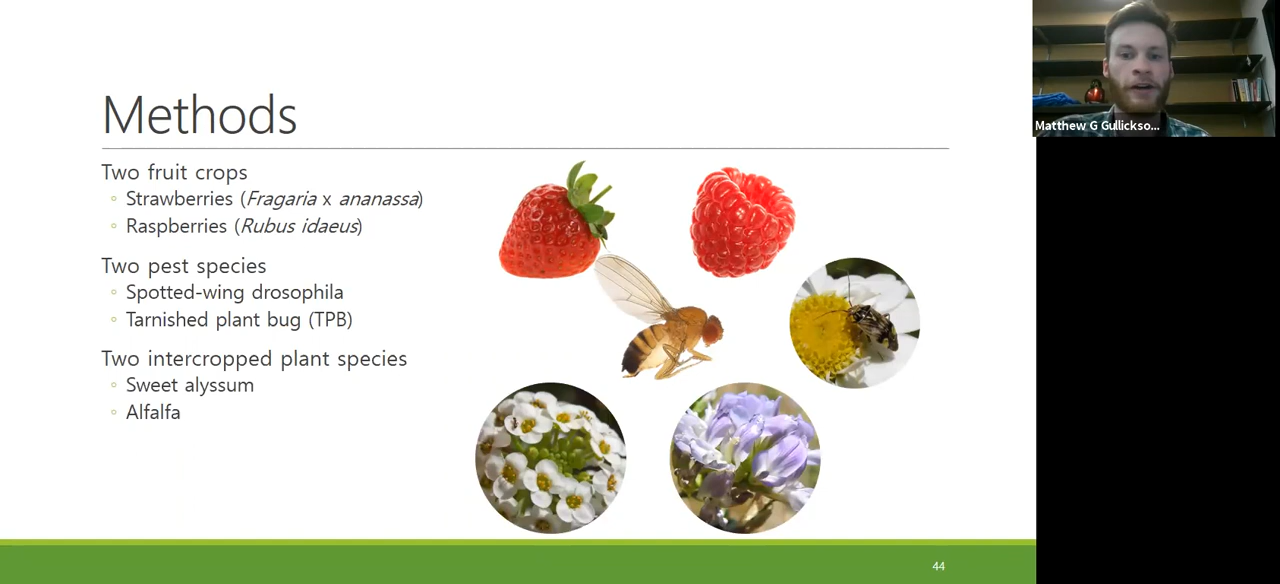 Methods
Two fruit crops
Strawberries (Fragaria x ananassa)
Raspberries (Rubus idaeus)
Two pest species
Spotted-wing drosophila
Tarnished plant bug (TPB)
Two intercropped plant species
Sweet alyssum
Alfalfa
44
Matthew G Gullickso...